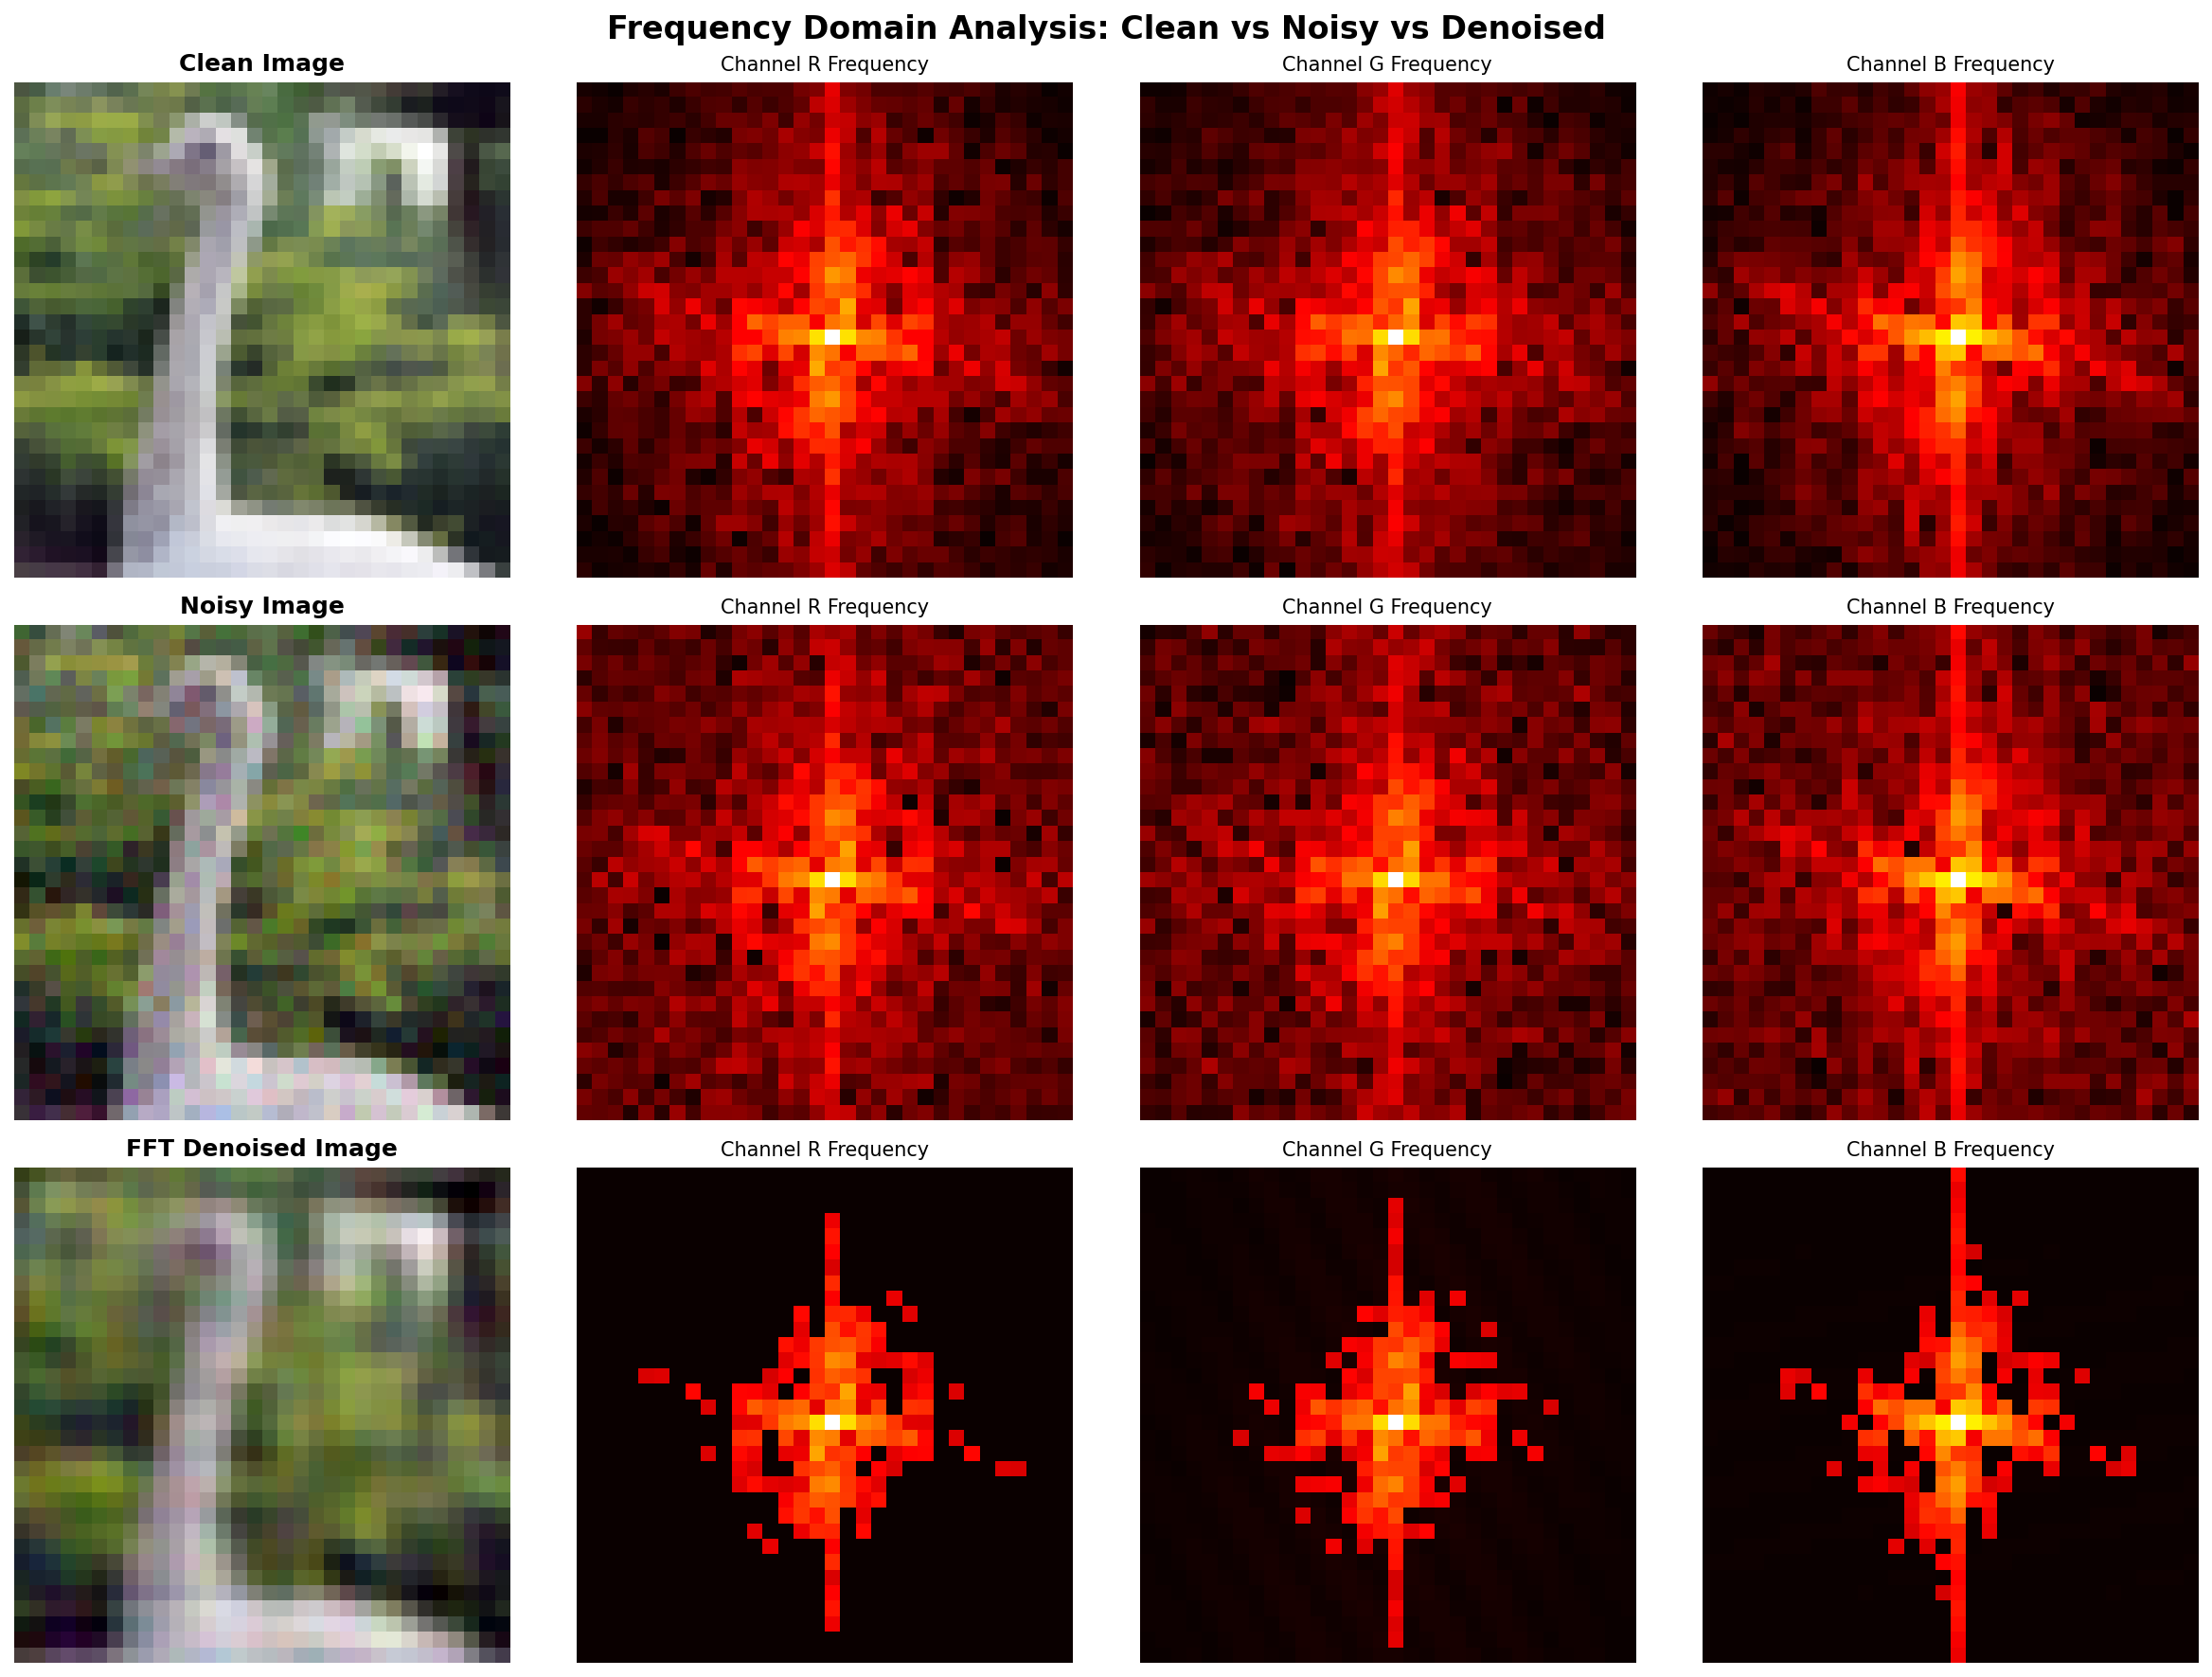 Frequency Domain Analysis: Clean vs Noisy vs Denoised
Clean Image
Channel R Frequency
Channel G Frequency
Channel B Frequency
Noisy Image
Channel R Frequency
Channel G Frequency
Channel B Frequency
FFT Denoised Image
Channel R Frequency
Channel G Frequency
Channel B Frequency